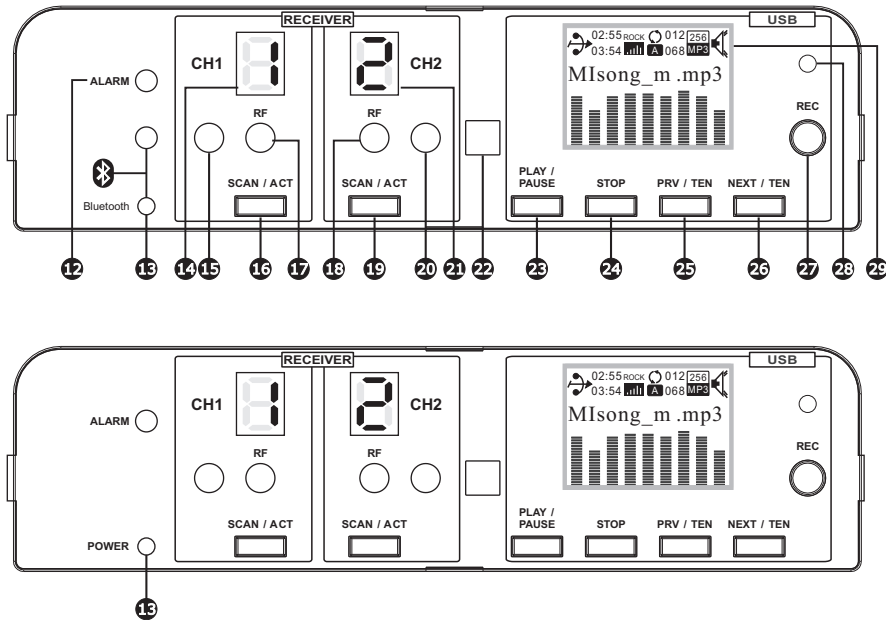 RECEIVER
USB
CH1
1
2
CH2
02:55 ROCK 012 256
03:54 A 068 MP3
MIsong_m .mp3
ALARM
RF
RF
REC
Bluetooth
SCAN / ACT
SCAN / ACT
PLAY / PAUSE
STOP
PRV / TEN
NEXT / TEN
12 13 14 15 16 17 18 19 20 21 22 23 24 25 26 27 28 29
RECEIVER
USB
CH1
1
2
CH2
02:55 ROCK 012 256
03:54 A 068 MP3
MIsong_m .mp3
ALARM
RF
RF
REC
POWER
SCAN / ACT
SCAN / ACT
PLAY / PAUSE
STOP
PRV / TEN
NEXT / TEN
13